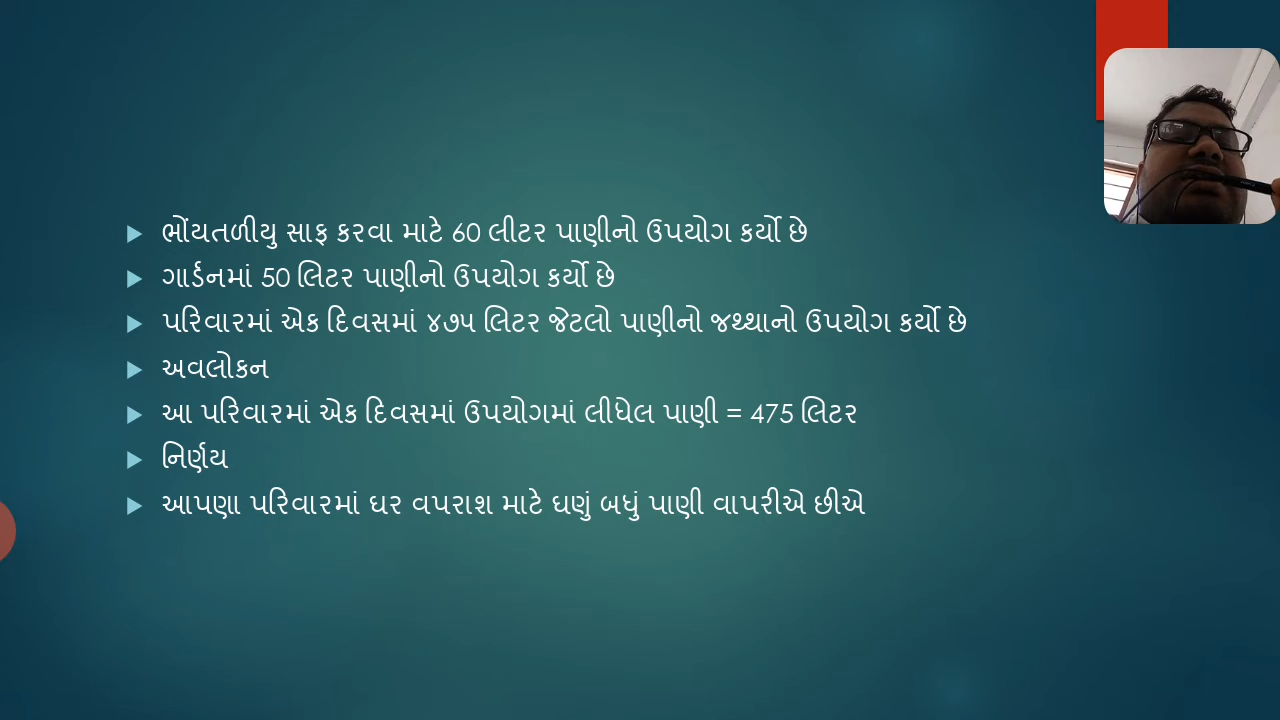 ભોંયતળીયુ સાફ કરવા માટે 60 લીટર પાણીનો ઉપયોગ કર્યો છે
ગાર્ડનમાં 50 લિટર પાણીનો ઉપયોગ કર્યો છે
પરિવારમાં એક દિવસમાં ૪૭૫ લિટર જેટલો પાણીનો જથ્થાનો ઉપયોગ કર્યો છે
અવલોકન
આ પરિવારમાં એક દિવસમાં ઉપયોગમાં લીધેલ પાણી = 475 લિટર
નિર્ણય
આપણા પરિવારમાં ઘર વપરાશ માટે ઘણું બધું પાણી વાપરીએ છીએ